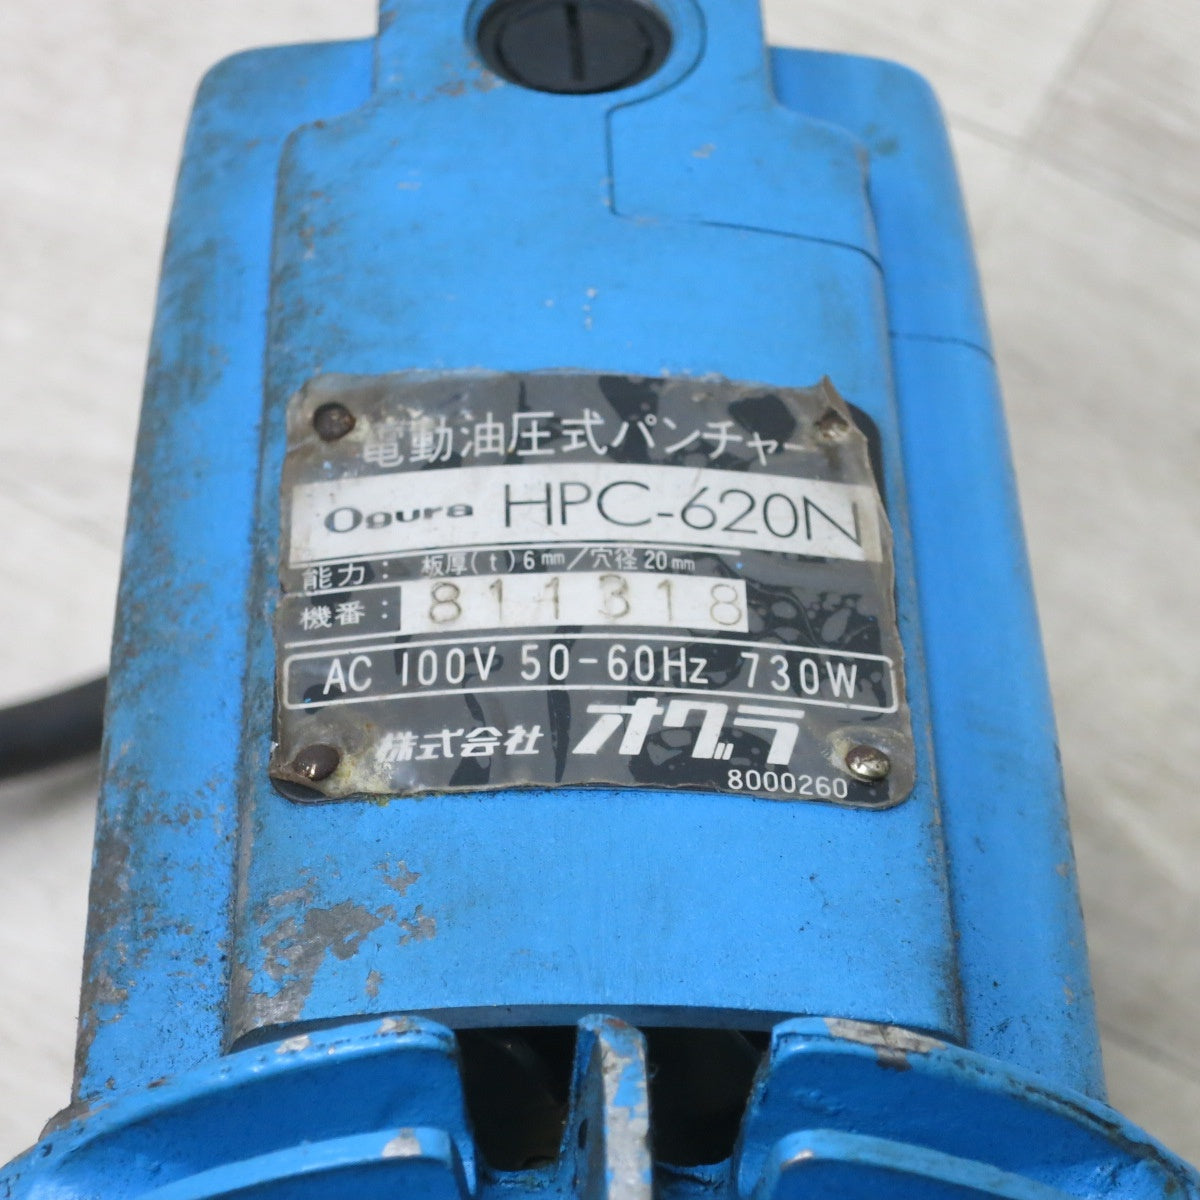 電動油圧式パンチャー
Ogura HPC-620N
能力: 板厚(t)6mm/穴径20mm
機番: 811318
AC 100V 50-60Hz 730W
株式会社 オグラ
8000260